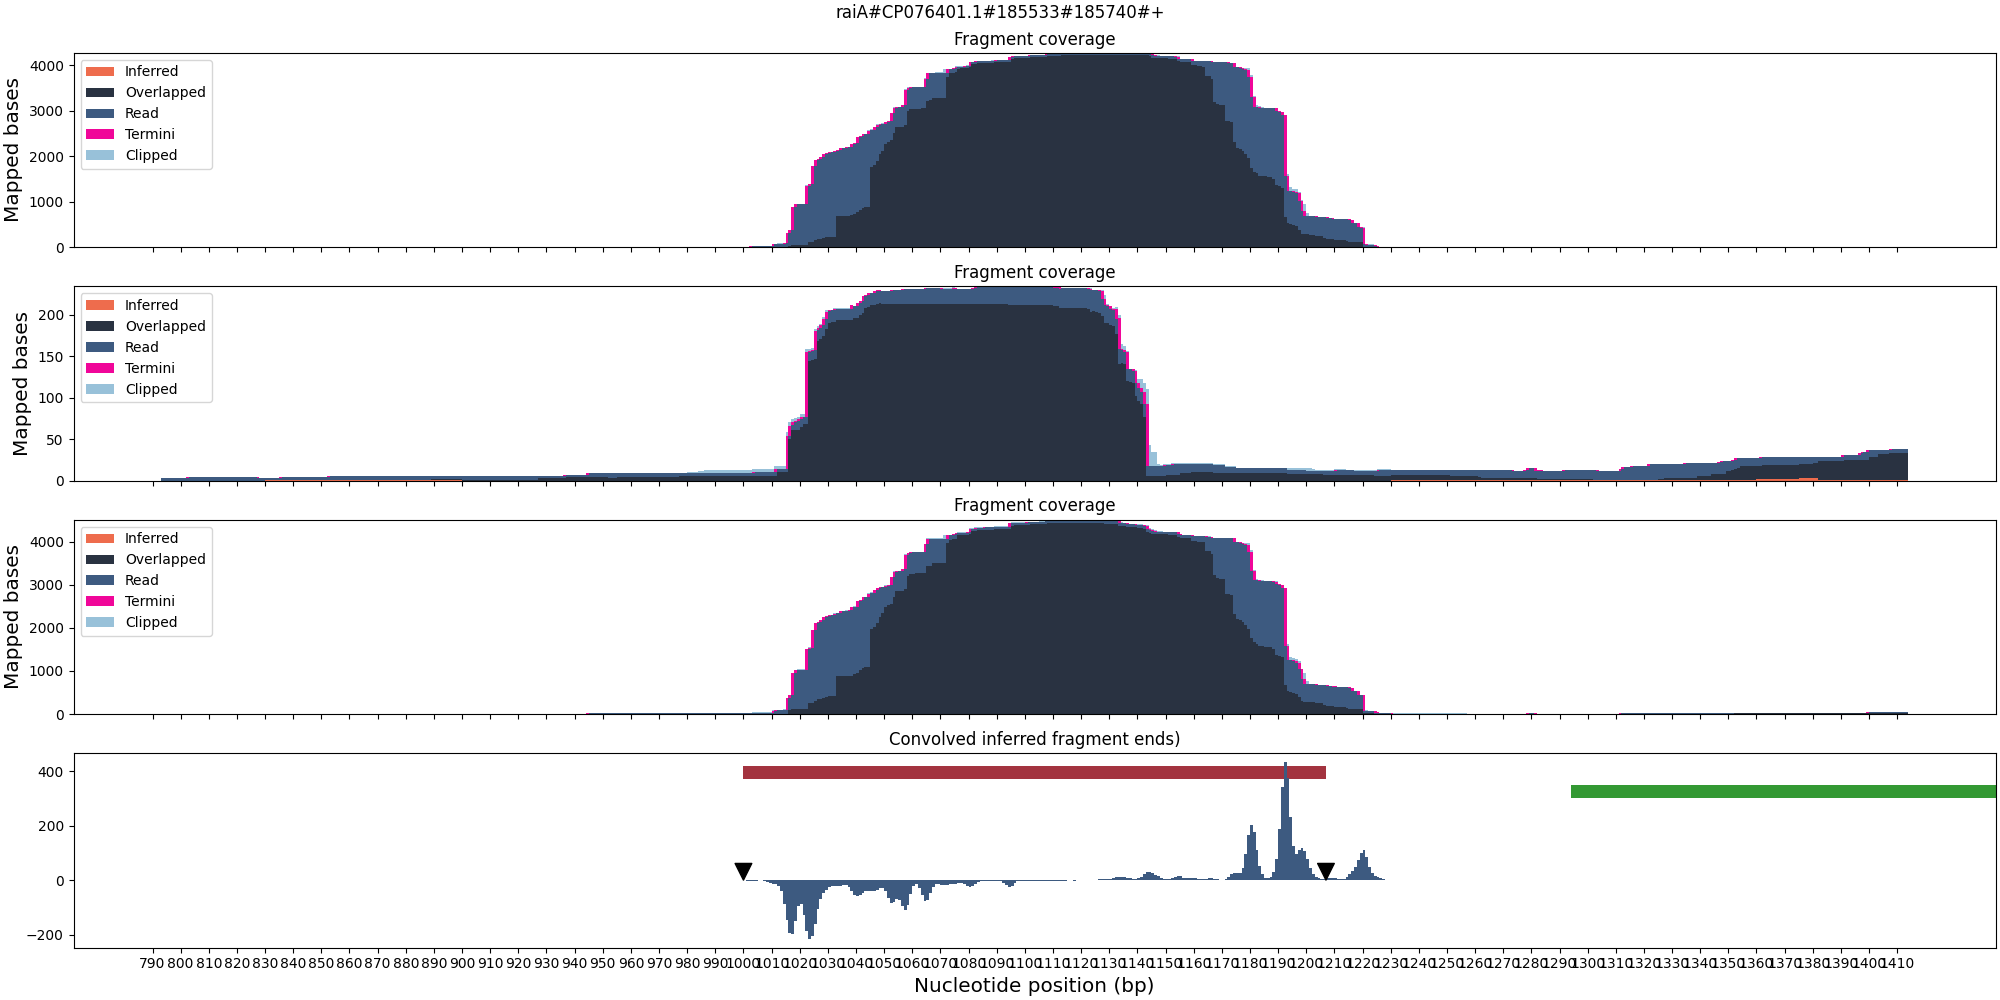 raiA#CP076401.1#185533#185740#+
Fragment coverage
Mapped bases
4000
3000
2000
1000
0
Inferred
Overlapped
Read
Termini
Clipped
Fragment coverage
Mapped bases
200
150
100
50
0
Inferred
Overlapped
Read
Termini
Clipped
Fragment coverage
Mapped bases
4000
3000
2000
1000
0
Inferred
Overlapped
Read
Termini
Clipped
Convolved inferred fragment ends)
400
200
0
−200
790 800 810 820 830 840 850 860 870 880 890 900 910 920 930 940 950 960 970 980 990 1000 1010 1020 1030 1040 1050 1060 1070 1080 1090 1100 1110 1120 1130 1140 1150 1160 1170 1180 1190 1200 1210 1220 1230 1240 1250 1260 1270 1280 1290 1300 1310 1320 1330 1340 1350 1360 1370 1380 1390 1400 1410
Nucleotide position (bp)